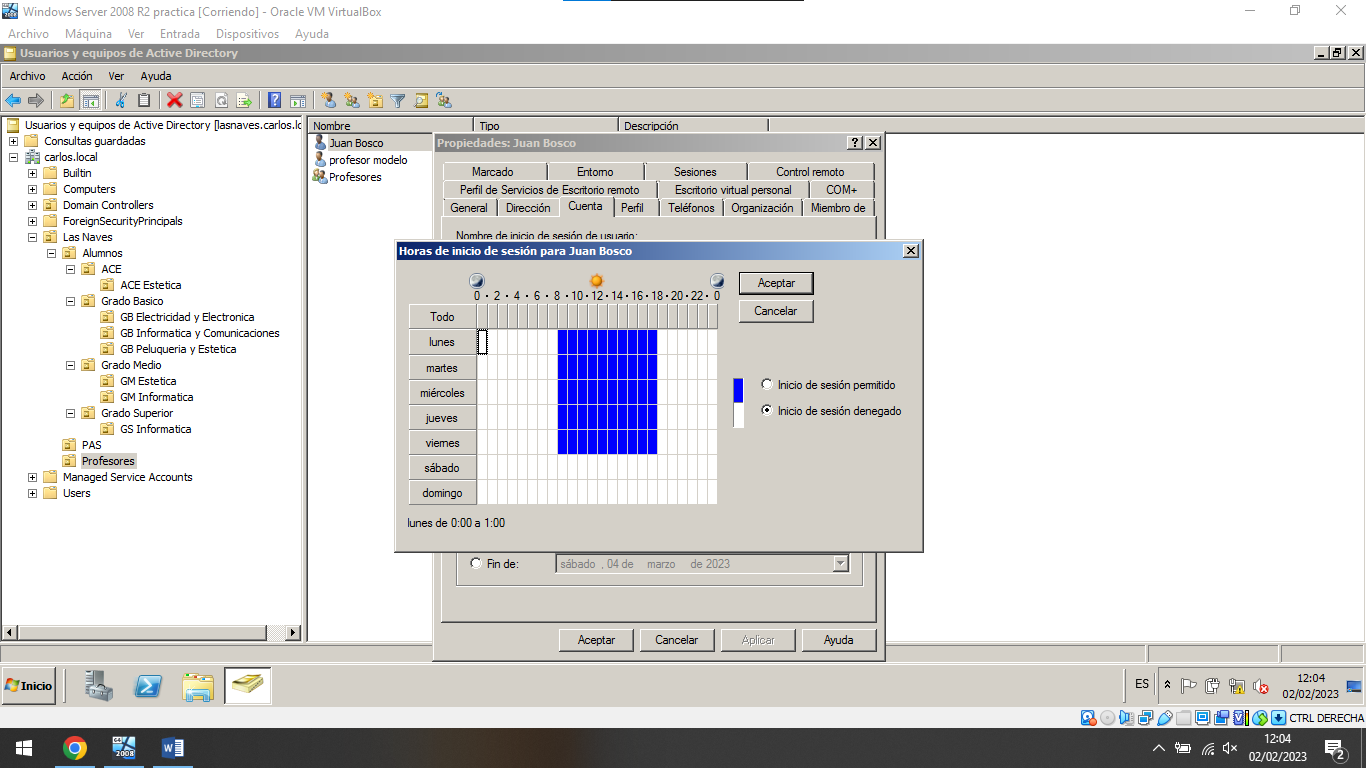 Windows Server 2008 R2 practica [Corriendo] - Oracle VM VirtualBox
Archivo Máquina Ver Entrada Dispositivos Ayuda
Usuarios y equipos de Active Directory
Archivo Acción Ver Ayuda
Usuarios y equipos de Active Directory [lasnaves.carlos.lc
Consultas guardadas
carlos.local
Builtin
Computers
Domain Controllers
ForeignSecurityPrincipals
Las Naves
Alumnos
ACE
ACE Estetica
Grado Basico
GB Electricidad y Electronica
GB Informatica y Comunicaciones
GB Peluqueria y Estetica
Grado Medio
GM Estetica
GM Informatica
Grado Superior
GS Informatica
PAS
Profesores
Managed Service Accounts
Users
Nombre Tipo Descripción
Juan Bosco
profesor modelo
Profesores
Propiedades: Juan Bosco
Marcado Entorno Sesiones Control remoto
Perfil de Servicios de Escritorio remoto Escritorio virtual personal COM+
General Dirección Cuenta Perfil Teléfonos Organización Miembro de
Nombre de inicio de sesión de usuario:
Horas de inicio de sesión para Juan Bosco
0 · 2 · 4 · 6 · 8 · 10 · 12 · 14 · 16 · 18 · 20 · 22 · 0
Todo
lunes
martes
miércoles
jueves
viernes
sábado
domingo
Aceptar
Cancelar
Inicio de sesión permitido
Inicio de sesión denegado
lunes de 0:00 a 1:00
Fin de: sábado , 04 de marzo de 2023
Aceptar Cancelar Aplicar Ayuda
Inicio
2008
ES
12:04
02/02/2023
CTRL DERECHA
64
2008
W
12:04
02/02/2023
2